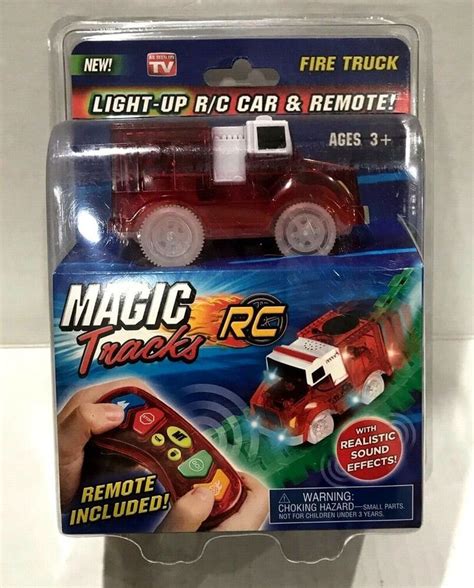 NEW!
AS SEEN ON
TV
FIRE TRUCK
LIGHT-UP R/C CAR & REMOTE!
AGES 3+
MAGIC
Tracks
RC
STOP
WITH
REALISTIC
SOUND
EFFECTS!
REMOTE
INCLUDED!
WARNING:
CHOKING HAZARD—SMALL PARTS.
NOT FOR CHILDREN UNDER 3 YEARS.